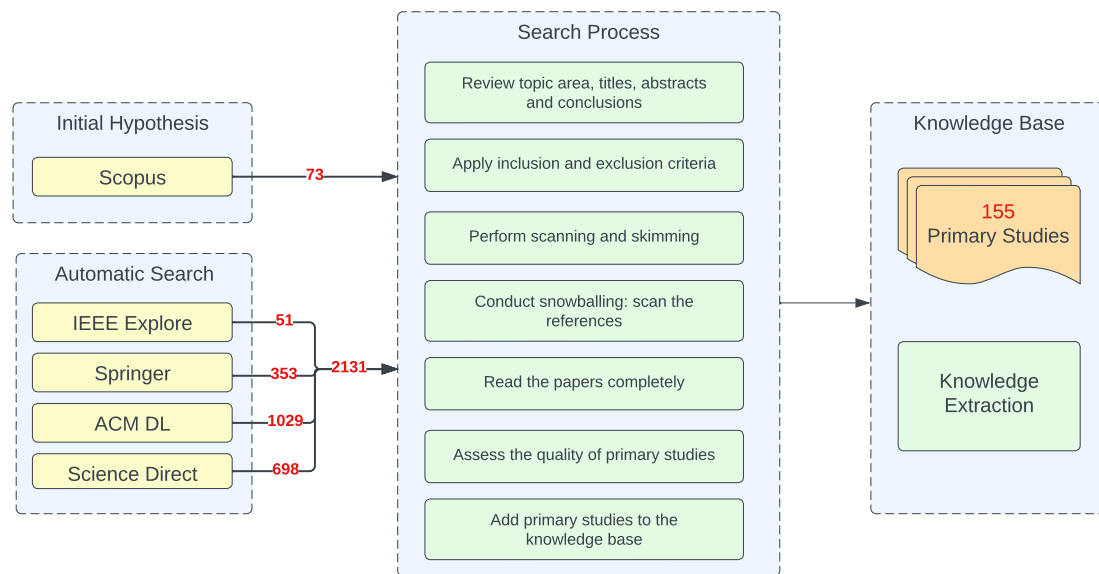 Initial Hypothesis
Scopus
73
Automatic Search
IEEE Explore
51
Springer
353
ACM DL
1029
Science Direct
698
2131
Search Process
Review topic area, titles, abstracts
and conclusions
Apply inclusion and exclusion criteria
Perform scanning and skimming
Conduct snowballing: scan the
references
Read the papers completely
Assess the quality of primary studies
Add primary studies to the
knowledge base
Knowledge Base
155
Primary Studies
Knowledge
Extraction